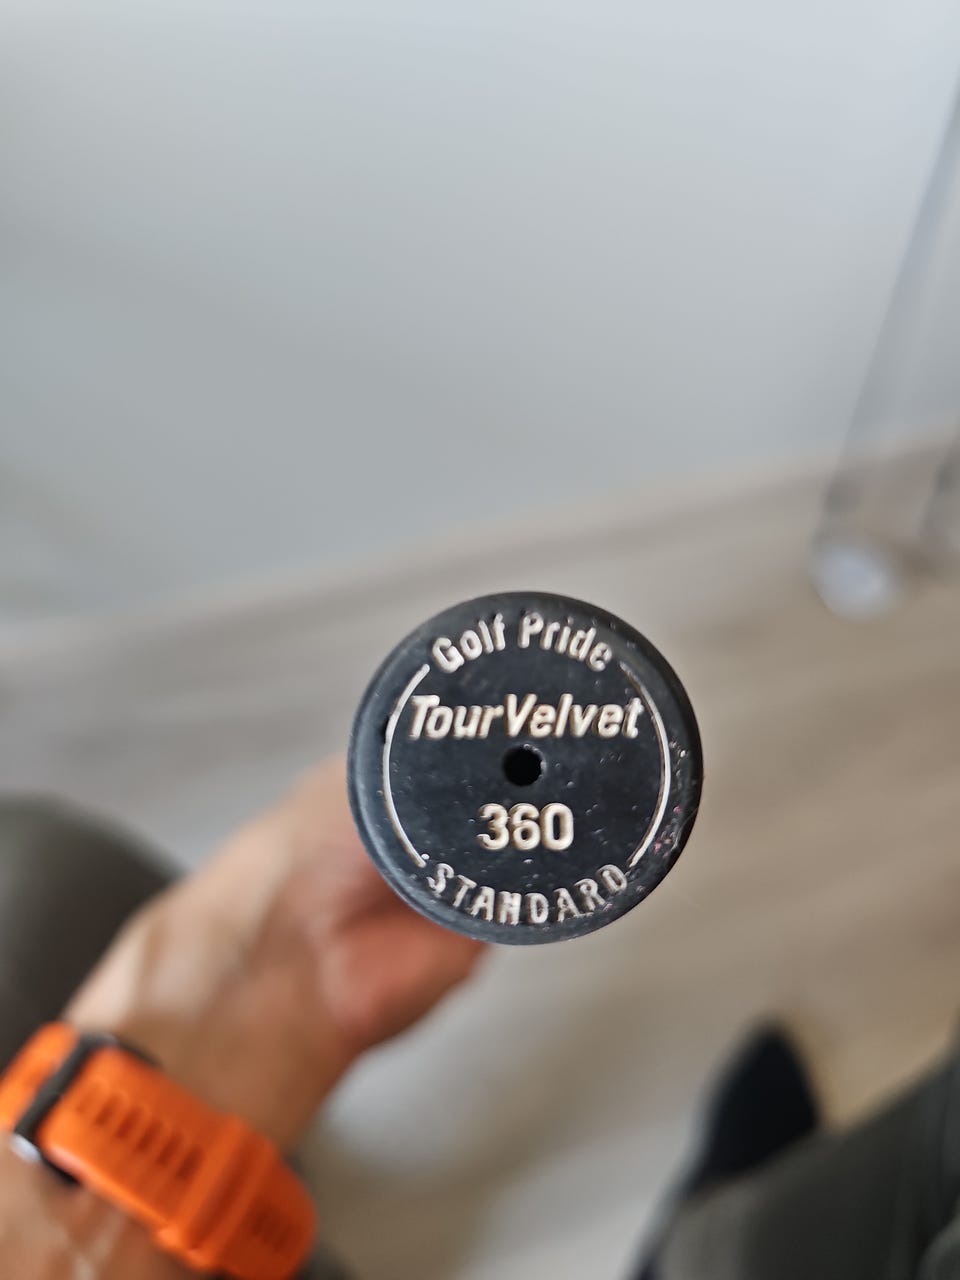 Golf Pride
TourVelvet
360
STANDARD